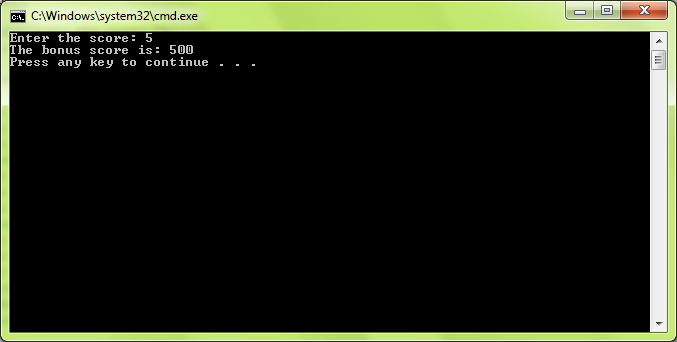 C:\Windows\system32\cmd.exe
Enter the score: 5
The bonus score is: 500
Press any key to continue . . .